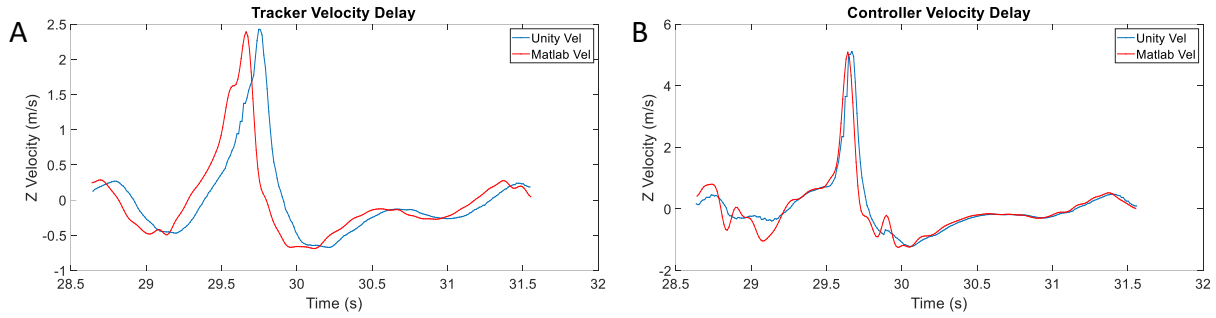 A
Tracker Velocity Delay
Z Velocity (m/s)
2.5
2
1.5
1
0.5
0
-0.5
-1
28.5 29 29.5 30 30.5 31 31.5 32
Time (s)
Unity Vel
Matlab Vel
B
Controller Velocity Delay
Z Velocity (m/s)
6
4
2
0
-2
28.5 29 29.5 30 30.5 31 31.5 32
Time (s)
Unity Vel
Matlab Vel